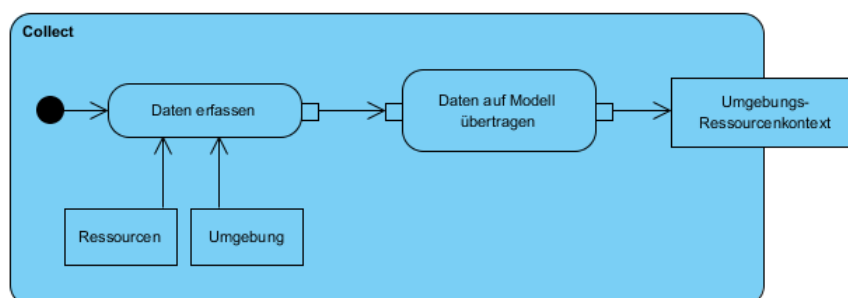 Collect
Daten erfassen
Daten auf Modell
übertragen
Umgebungs-
Ressourcenkontext
Ressourcen
Umgebung